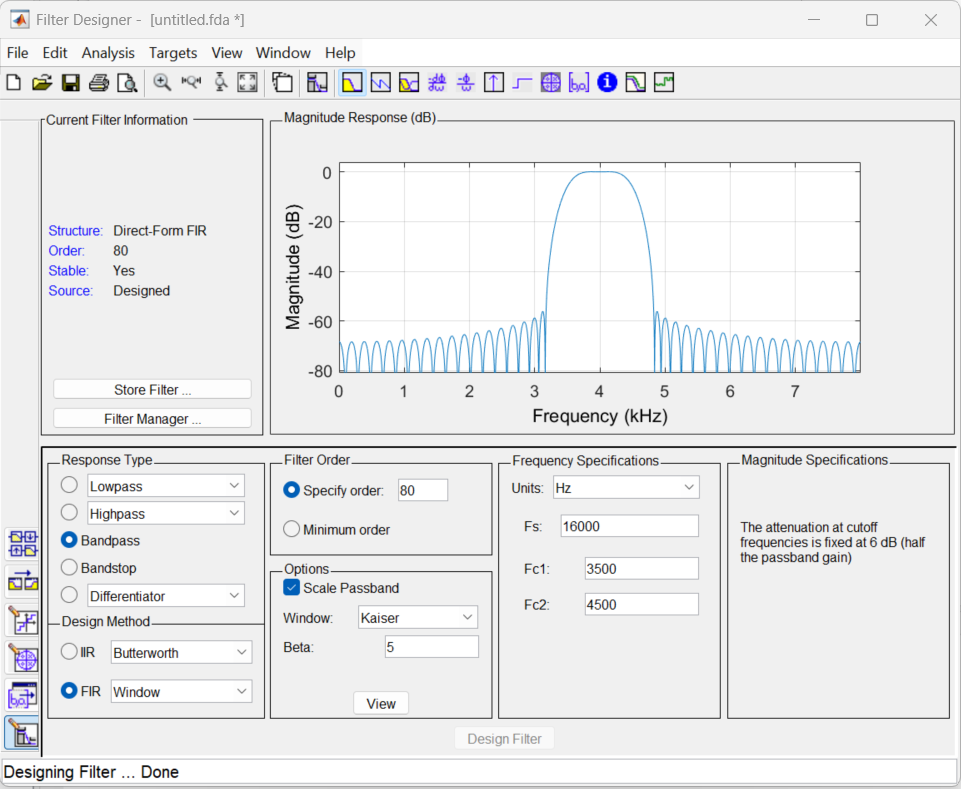 Filter Designer - [untitled.fda *]
File Edit Analysis Targets View Window Help
Current Filter Information
Structure: Direct-Form FIR
Order: 80
Stable: Yes
Source: Designed
Store Filter ...
Filter Manager ...
Magnitude Response (dB)
Magnitude (dB)
0
-20
-40
-60
-80
0 1 2 3 4 5 6 7
Frequency (kHz)
Response Type
Lowpass
Highpass
Bandpass
Bandstop
Differentiator
Design Method
IIR Butterworth
FIR Window
Filter Order
Specify order: 80
Minimum order
Options
Scale Passband
Window: Kaiser
Beta: 5
View
Frequency Specifications
Units: Hz
Fs: 16000
Fc1: 3500
Fc2: 4500
Magnitude Specifications
The attenuation at cutoff
frequencies is fixed at 6 dB (half
the passband gain)
Design Filter
Designing Filter ... Done